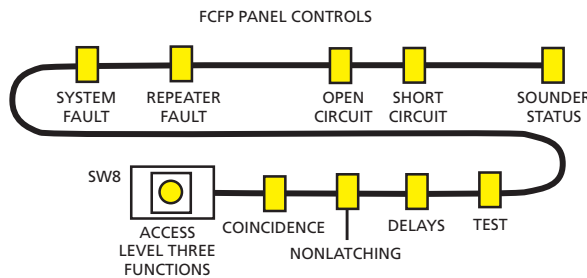 FCFP PANEL CONTROLS
SYSTEM
FAULT
REPEATER
FAULT
OPEN
CIRCUIT
SHORT
CIRCUIT
SOUNDER
STATUS
SW8
ACCESS
LEVEL THREE
FUNCTIONS
COINCIDENCE
NONLATCHING
DELAYS
TEST